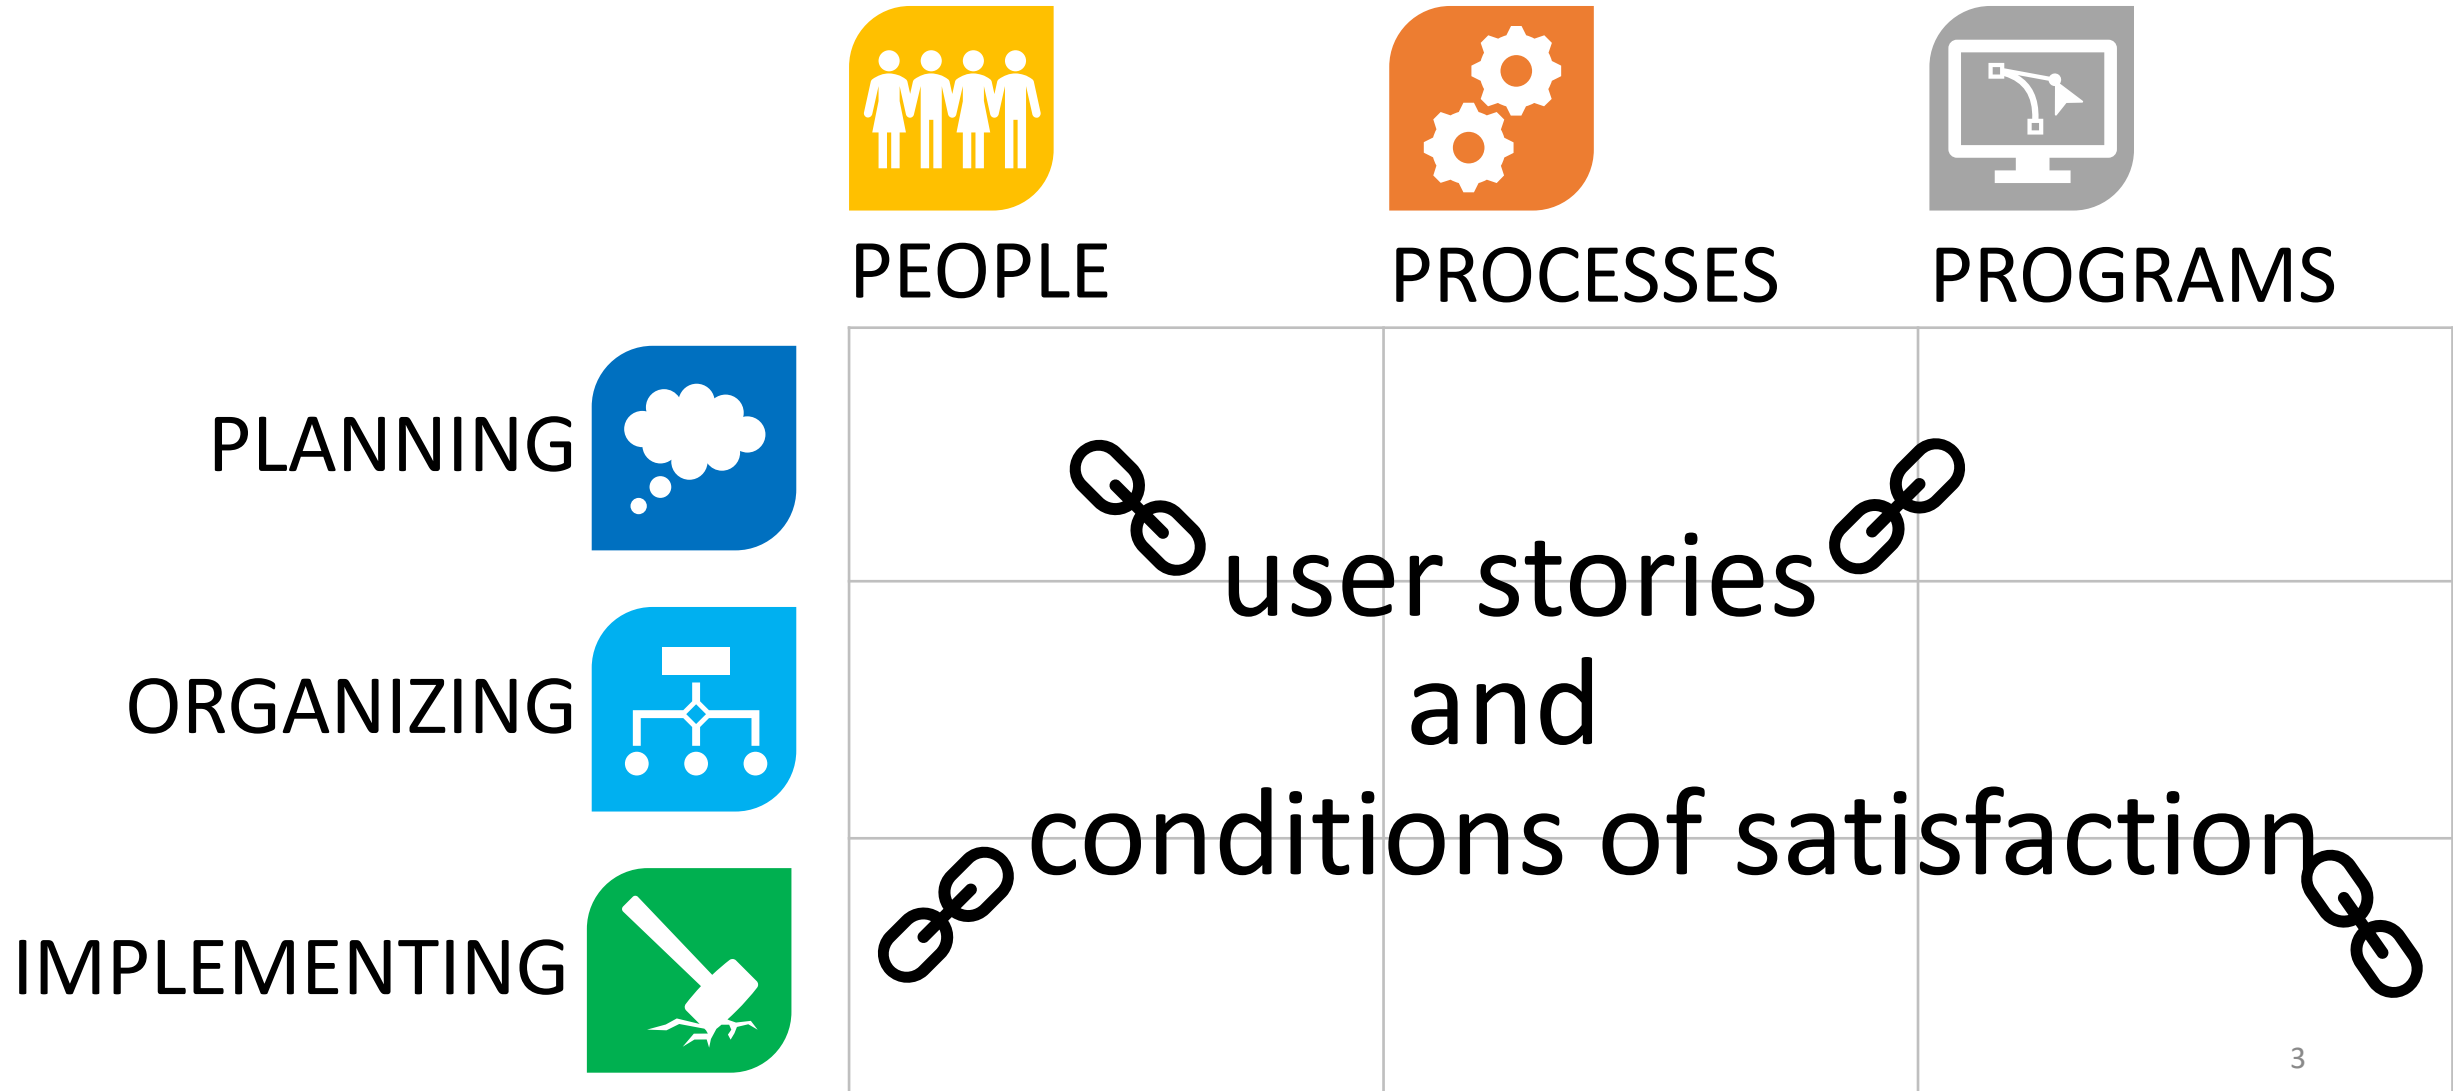 PEOPLE
PROCESSES
PROGRAMS
PLANNING
user stories
and
ORGANIZING
conditions of satisfaction
IMPLEMENTING
3